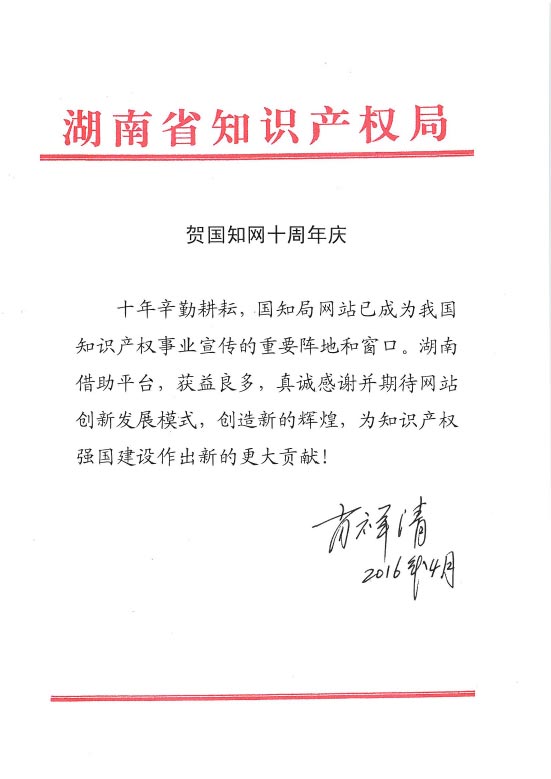 湖南省知识产权局
贺国知网十周年庆
十年辛勤耕耘，国知局网站已成为我国
知识产权事业宣传的重要阵地和窗口。湖南
借助平台，获益良多，真诚感谢并期待网站
创新发展模式，创造新的辉煌，为知识产权
强国建设作出新的更大贡献！
肖祥清
2016年4月